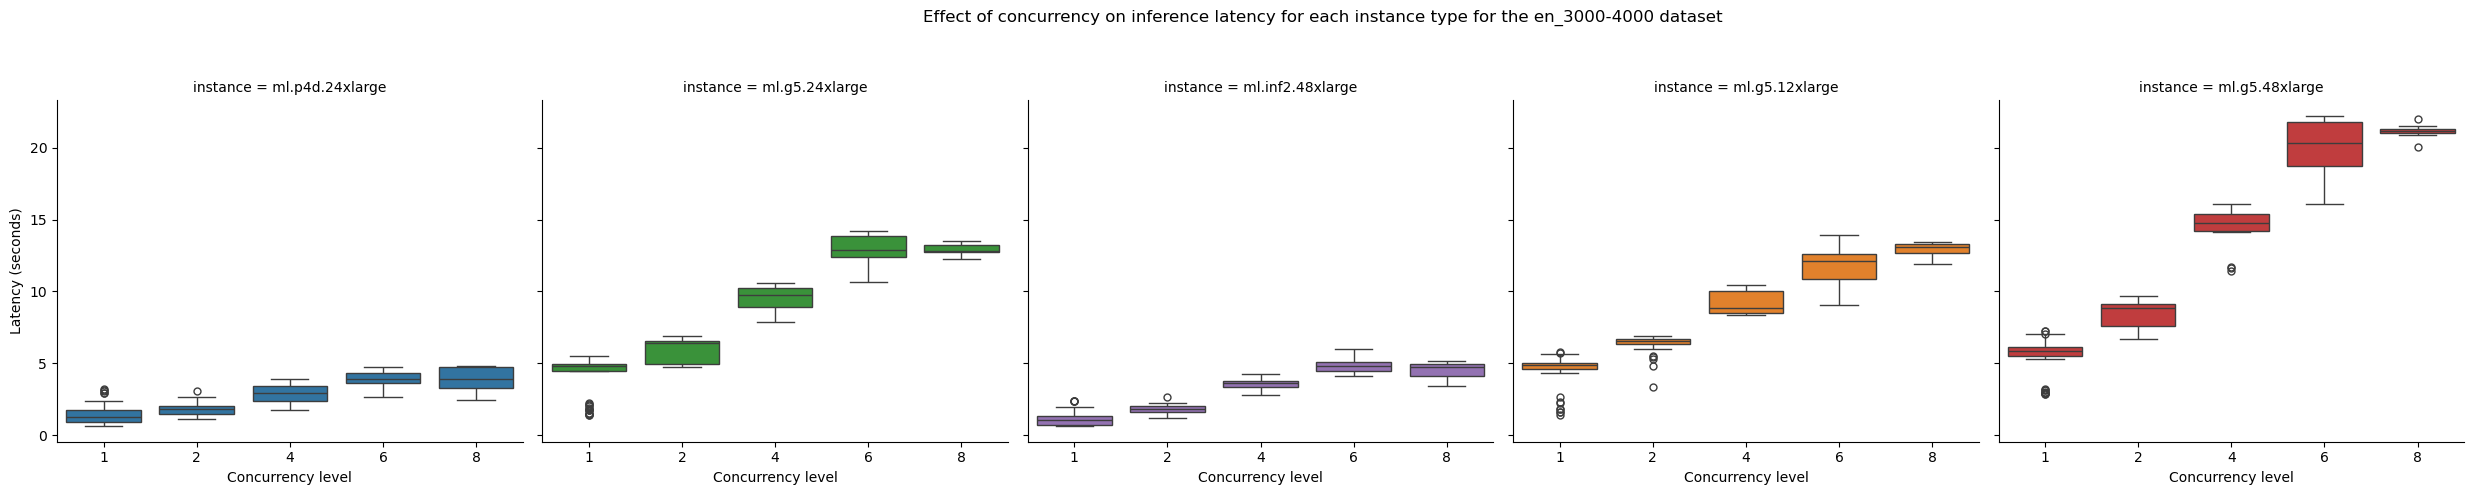 Effect of concurrency on inference latency for each instance type for the en_3000-4000 dataset
instance = ml.p4d.24xlarge
instance = ml.g5.24xlarge
instance = ml.inf2.48xlarge
instance = ml.g5.12xlarge
instance = ml.g5.48xlarge
Latency (seconds)
20
15
10
5
0
1 2 4 6 8
1 2 4 6 8
1 2 4 6 8
1 2 4 6 8
1 2 4 6 8
Concurrency level
Concurrency level
Concurrency level
Concurrency level
Concurrency level